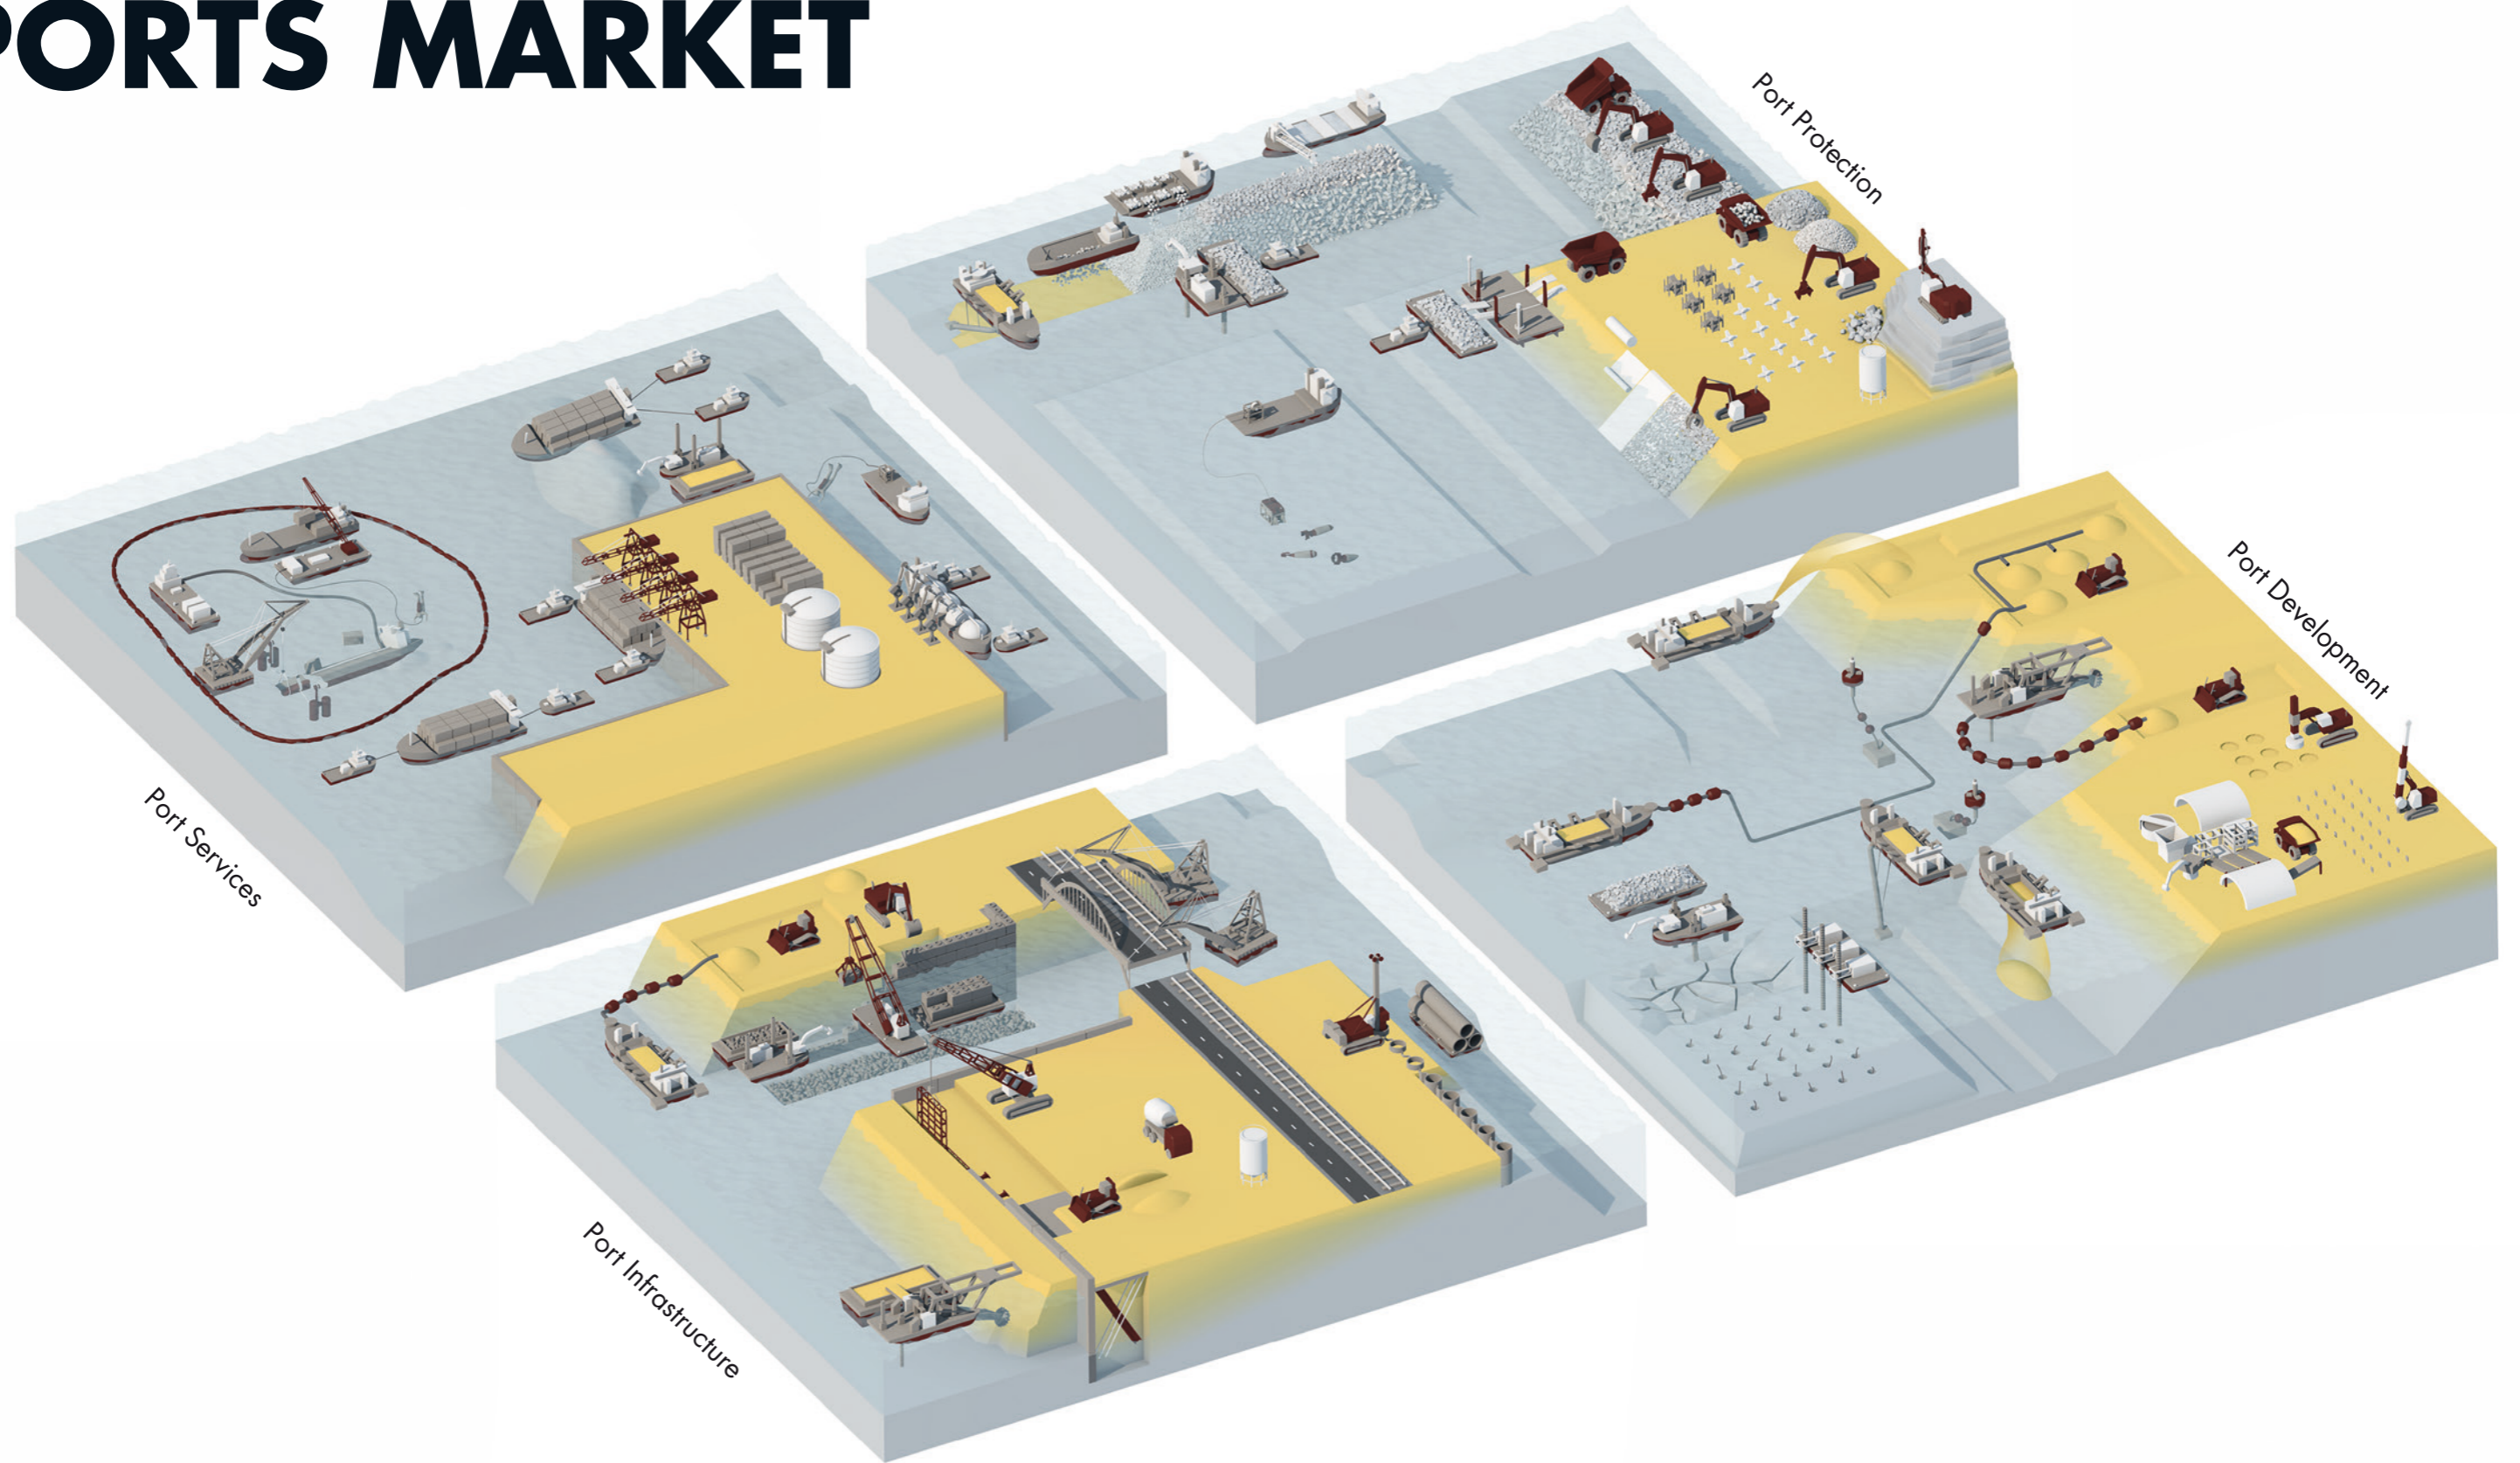 PORTS MARKET
Port Protection
Port Services
Port Development
Port Infrastructure